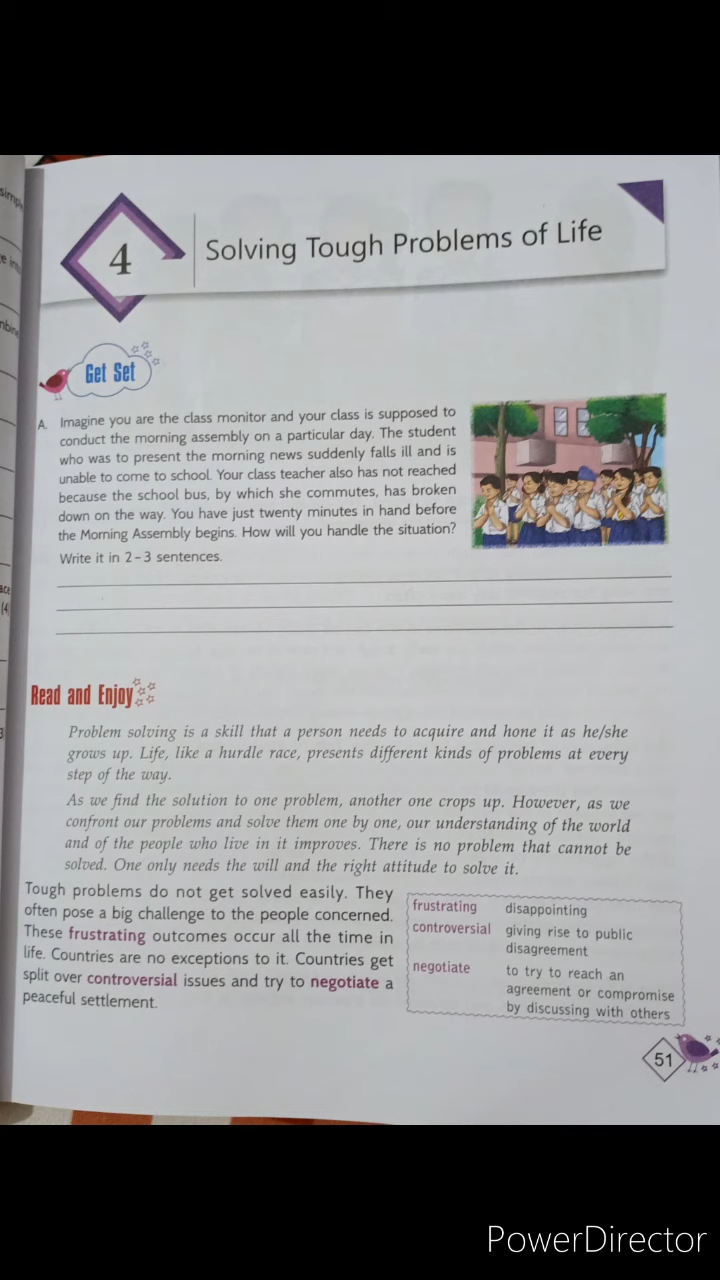 simple
ace
(4)
4
Solving Tough Problems of Life
Get Set
A. Imagine you are the class monitor and your class is supposed to
conduct the morning assembly on a particular day. The student
who was to present the morning news suddenly falls ill and is
unable to come to school. Your class teacher also has not reached
because the school bus, by which she commutes, has broken
down on the way. You have just twenty minutes in hand before
the Morning Assembly begins. How will you handle the situation?
Write it in 2–3 sentences.
Read and Enjoy
Problem solving is a skill that a person needs to acquire and hone it as he/she
grows up. Life, like a hurdle race, presents different kinds of problems at every
step of the way.
As we find the solution to one problem, another one crops up. However, as we
confront our problems and solve them one by one, our understanding of the world
and of the people who live in it improves. There is no problem that cannot be
solved. One only needs the will and the right attitude to solve it.
Tough problems do not get solved easily. They
often pose a big challenge to the people concerned.
These frustrating outcomes occur all the time in
life. Countries are no exceptions to it. Countries get
split over controversial issues and try to negotiate a
peaceful settlement.
frustrating disappointing
controversial giving rise to public
disagreement
negotiate to try to reach an
agreement or compromise
by discussing with others
51
PowerDirector